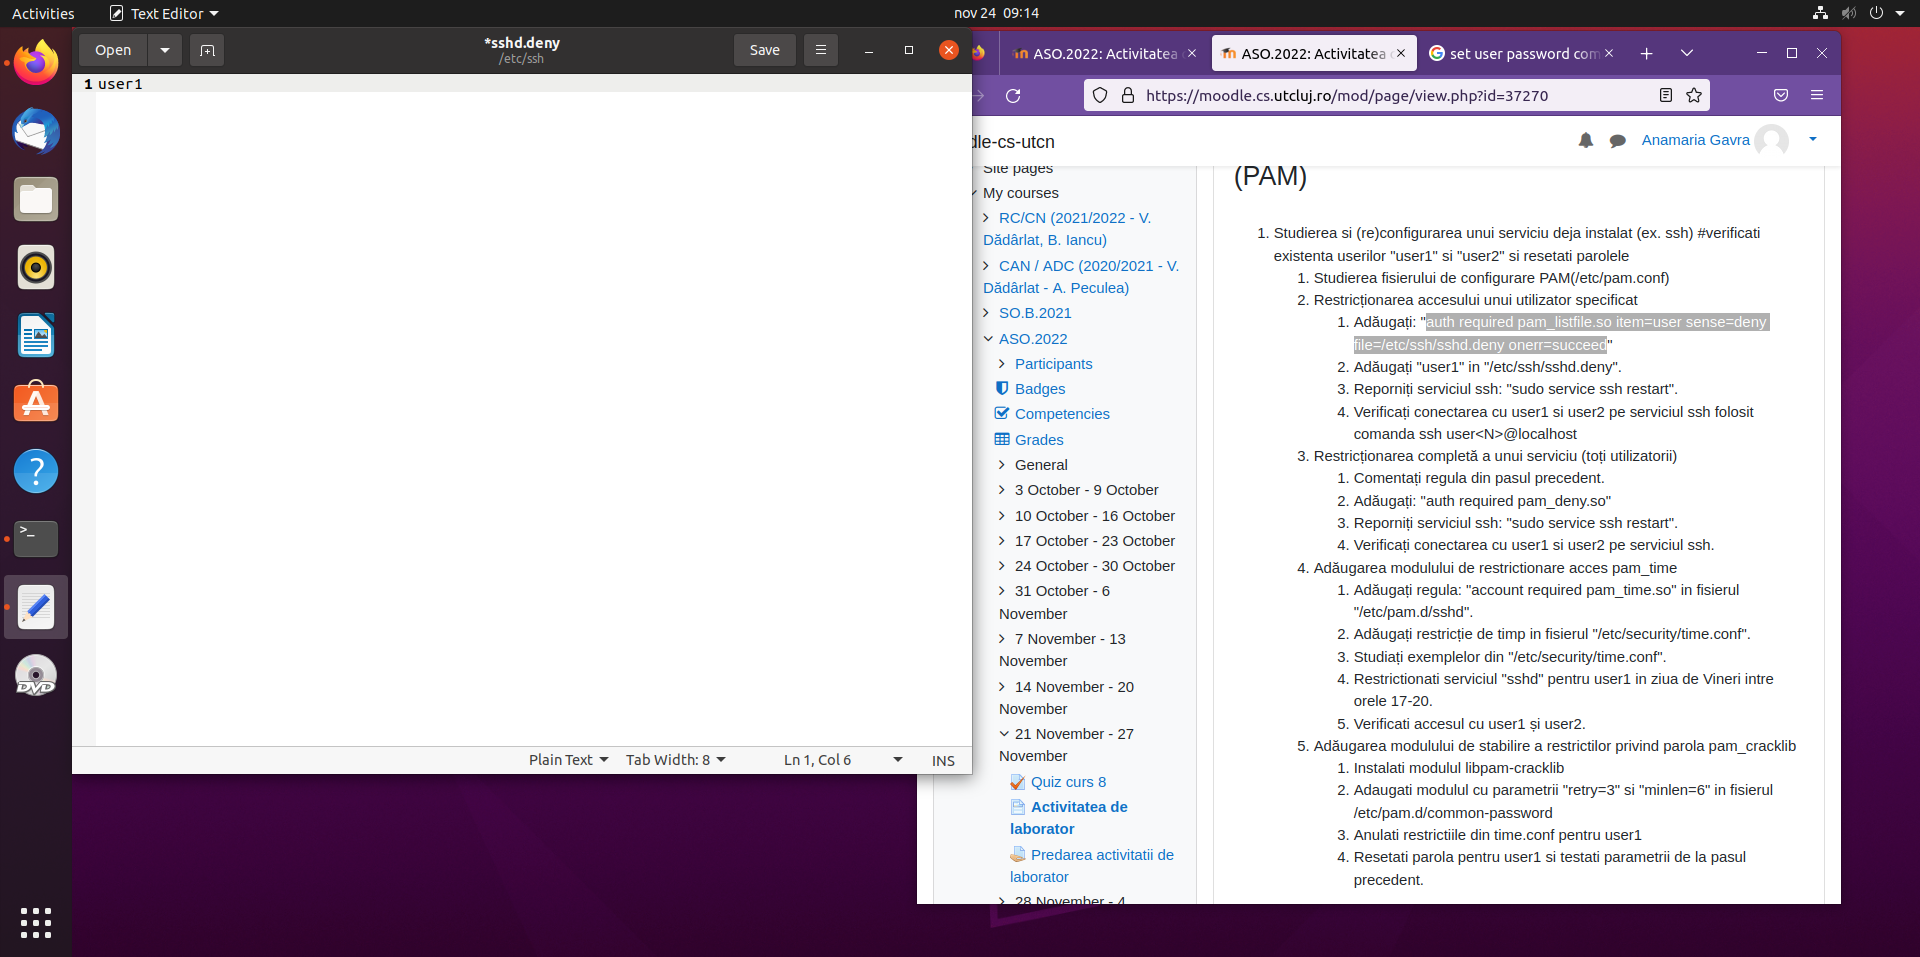 Activities
Text Editor
nov 24  09:14
Open
*sshd.deny
/etc/ssh
Save
1 user1
Plain Text
Tab Width: 8
Ln 1, Col 6
INS
ASO.2022: Activitatea
ASO.2022: Activitatea
set user password com
https://moodle.cs.utcluj.ro/mod/page/view.php?id=37270
dle-cs-utcn
Anamaria Gavra
Site pages
My courses
RC/CN (2021/2022 - V.
Dădârlat, B. Iancu)
CAN / ADC (2020/2021 - V.
Dădârlat - A. Peculea)
SO.B.2021
ASO.2022
Participants
Badges
Competencies
Grades
General
3 October - 9 October
10 October - 16 October
17 October - 23 October
24 October - 30 October
31 October - 6
November
7 November - 13
November
14 November - 20
November
21 November - 27
November
Quiz curs 8
Activitatea de
laborator
Predarea activitatii de
laborator
28 November - 4
(PAM)
1. Studierea si (re)configurarea unui serviciu deja instalat (ex. ssh) #verificati
existenta userilor "user1" si "user2" si resetati parolele
1. Studierea fisierului de configurare PAM(/etc/pam.conf)
2. Restricționarea accesului unui utilizator specificat
1. Adăugați: "auth required pam_listfile.so item=user sense=deny
file=/etc/ssh/sshd.deny onerr=succeed"
2. Adăugați "user1" in "/etc/ssh/sshd.deny".
3. Reporniți serviciul ssh: "sudo service ssh restart".
4. Verificați conectarea cu user1 si user2 pe serviciul ssh folosit
comanda ssh user<N>@localhost
3. Restricționarea completă a unui serviciu (toți utilizatorii)
1. Comentați regula din pasul precedent.
2. Adăugați: "auth required pam_deny.so"
3. Reporniți serviciul ssh: "sudo service ssh restart".
4. Verificați conectarea cu user1 si user2 pe serviciul ssh.
4. Adăugarea modulului de restrictionare acces pam_time
1. Adăugați regula: "account required pam_time.so" in fisierul
"/etc/pam.d/sshd".
2. Adăugați restricție de timp in fisierul "/etc/security/time.conf".
3. Studiați exemplelor din "/etc/security/time.conf".
4. Restrictionati serviciul "sshd" pentru user1 in ziua de Vineri intre
orele 17-20.
5. Verificati accesul cu user1 și user2.
5. Adăugarea modulului de stabilire a restrictilor privind parola pam_cracklib
1. Instalati modulul libpam-cracklib
2. Adaugati modulul cu parametrii "retry=3" si "minlen=6" in fisierul
/etc/pam.d/common-password
3. Anulati restrictiile din time.conf pentru user1
4. Resetati parola pentru user1 si testati parametrii de la pasul
precedent.
>_
?
DVD